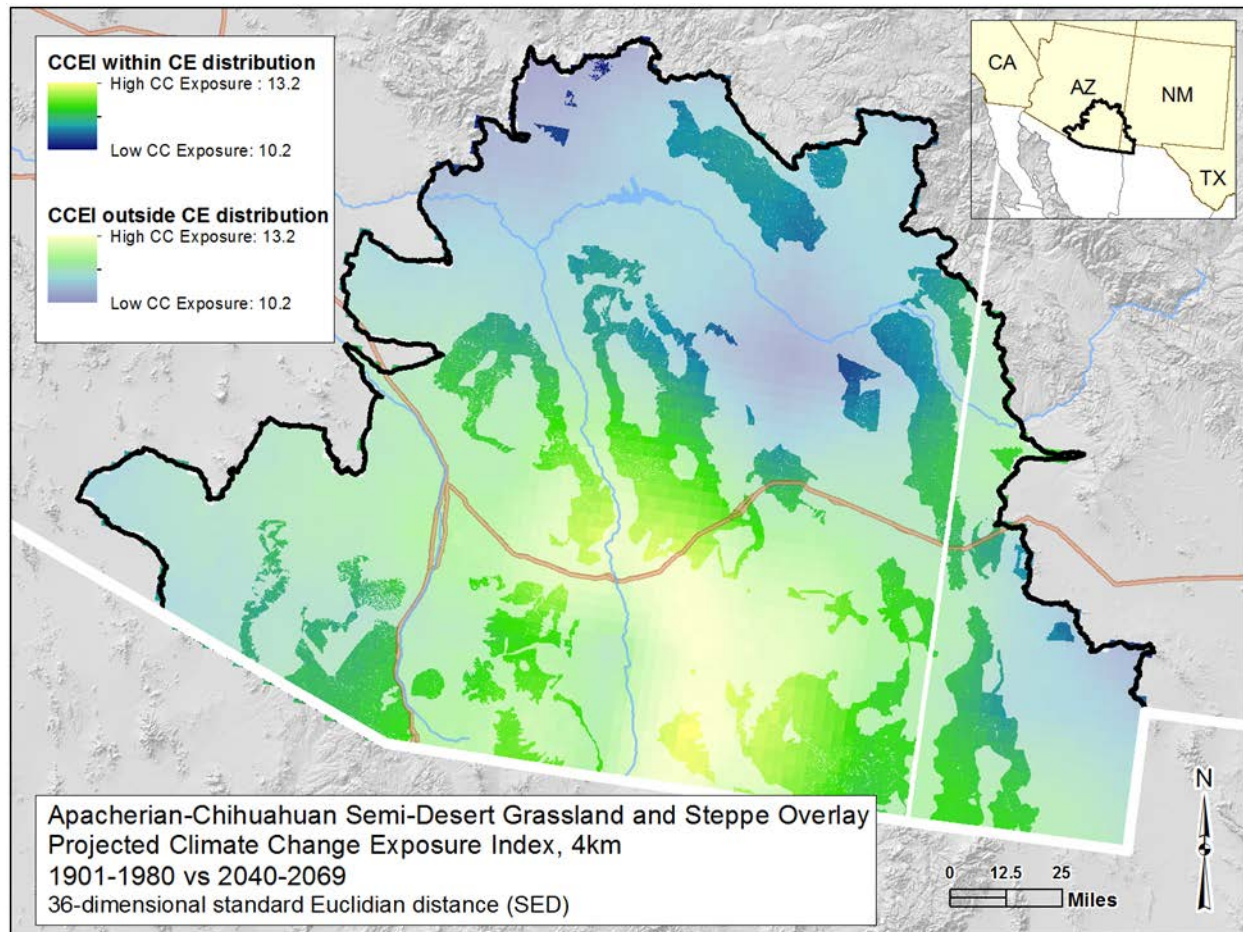 CCEI within CE distribution
High CC Exposure : 13.2
Low CC Exposure: 10.2
CCEI outside CE distribution
High CC Exposure: 13.2
Low CC Exposure: 10.2
CA
AZ
NM
TX
N
0 12.5 25
Miles
Apacherian-Chihuahuan Semi-Desert Grassland and Steppe Overlay
Projected Climate Change Exposure Index, 4km
1901-1980 vs 2040-2069
36-dimensional standard Euclidian distance (SED)